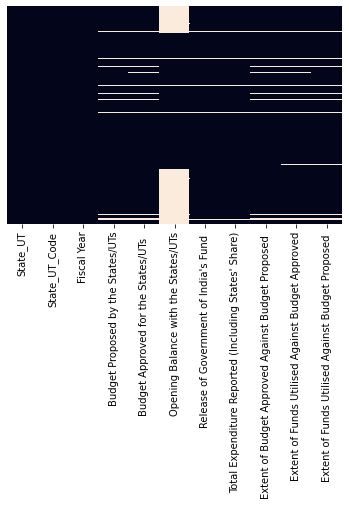 State_UT
State_UT_Code
Fiscal Year
Budget Proposed by the States/UTs
Budget Approved for the States/UTs
Opening Balance with the States/UTs
Release of Government of India's Fund
Total Expenditure Reported (Including States' Share)
Extent of Budget Approved Against Budget Proposed
Extent of Funds Utilised Against Budget Approved
Extent of Funds Utilised Against Budget Proposed